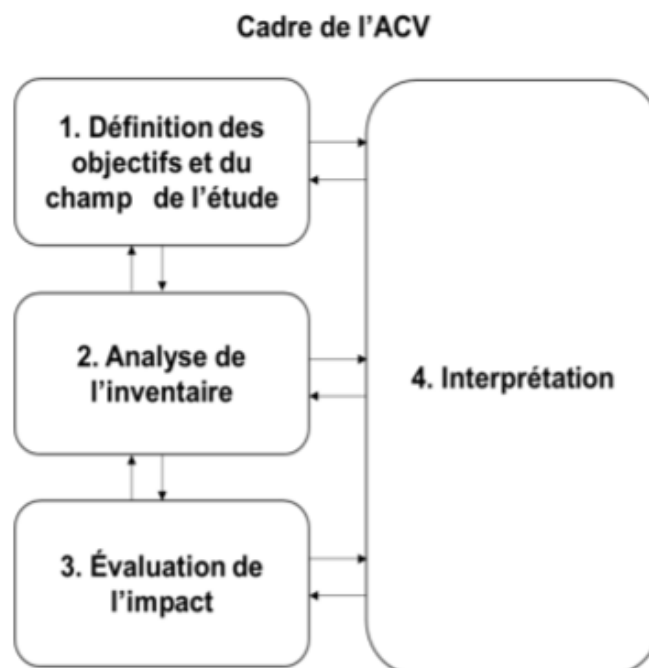 Cadre de l'ACV
1. Définition des
objectifs et du
champ de l'étude
2. Analyse de
l'inventaire
3. Évaluation de
l'impact
4. Interprétation